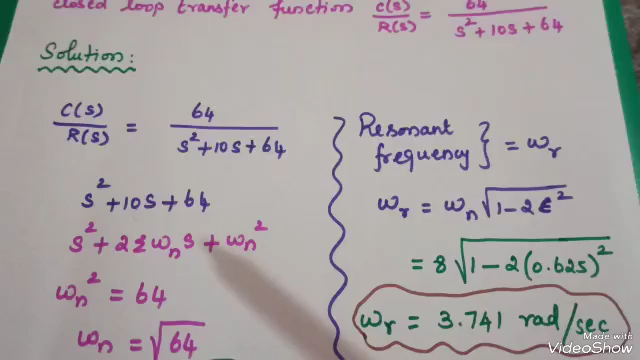 closed loop transfer function C(s)/R(s) = 64/(s²+10s+64)
Solution:
C(s)/R(s) = 64/(s²+10s+64)
s²+10s+64
s²+2ξωₙs+ωₙ²
ωₙ² = 64
ωₙ = √64
Resonant
frequency } = ωᵣ
ωᵣ = ωₙ√(1-2ξ²)
= 8√(1-2(0.625)²)
ωᵣ = 3.741 rad/sec
Made with
VideoShow